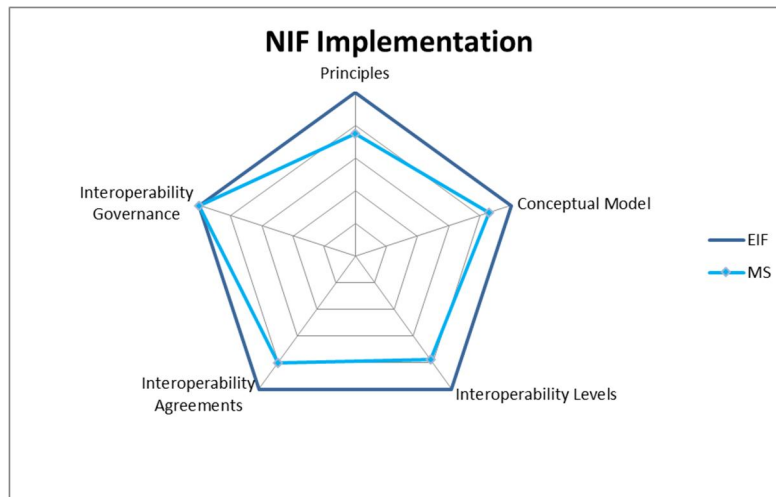 NIF Implementation
Principles
Interoperability
Governance
Conceptual Model
EIF
MS
Interoperability
Agreements
Interoperability Levels